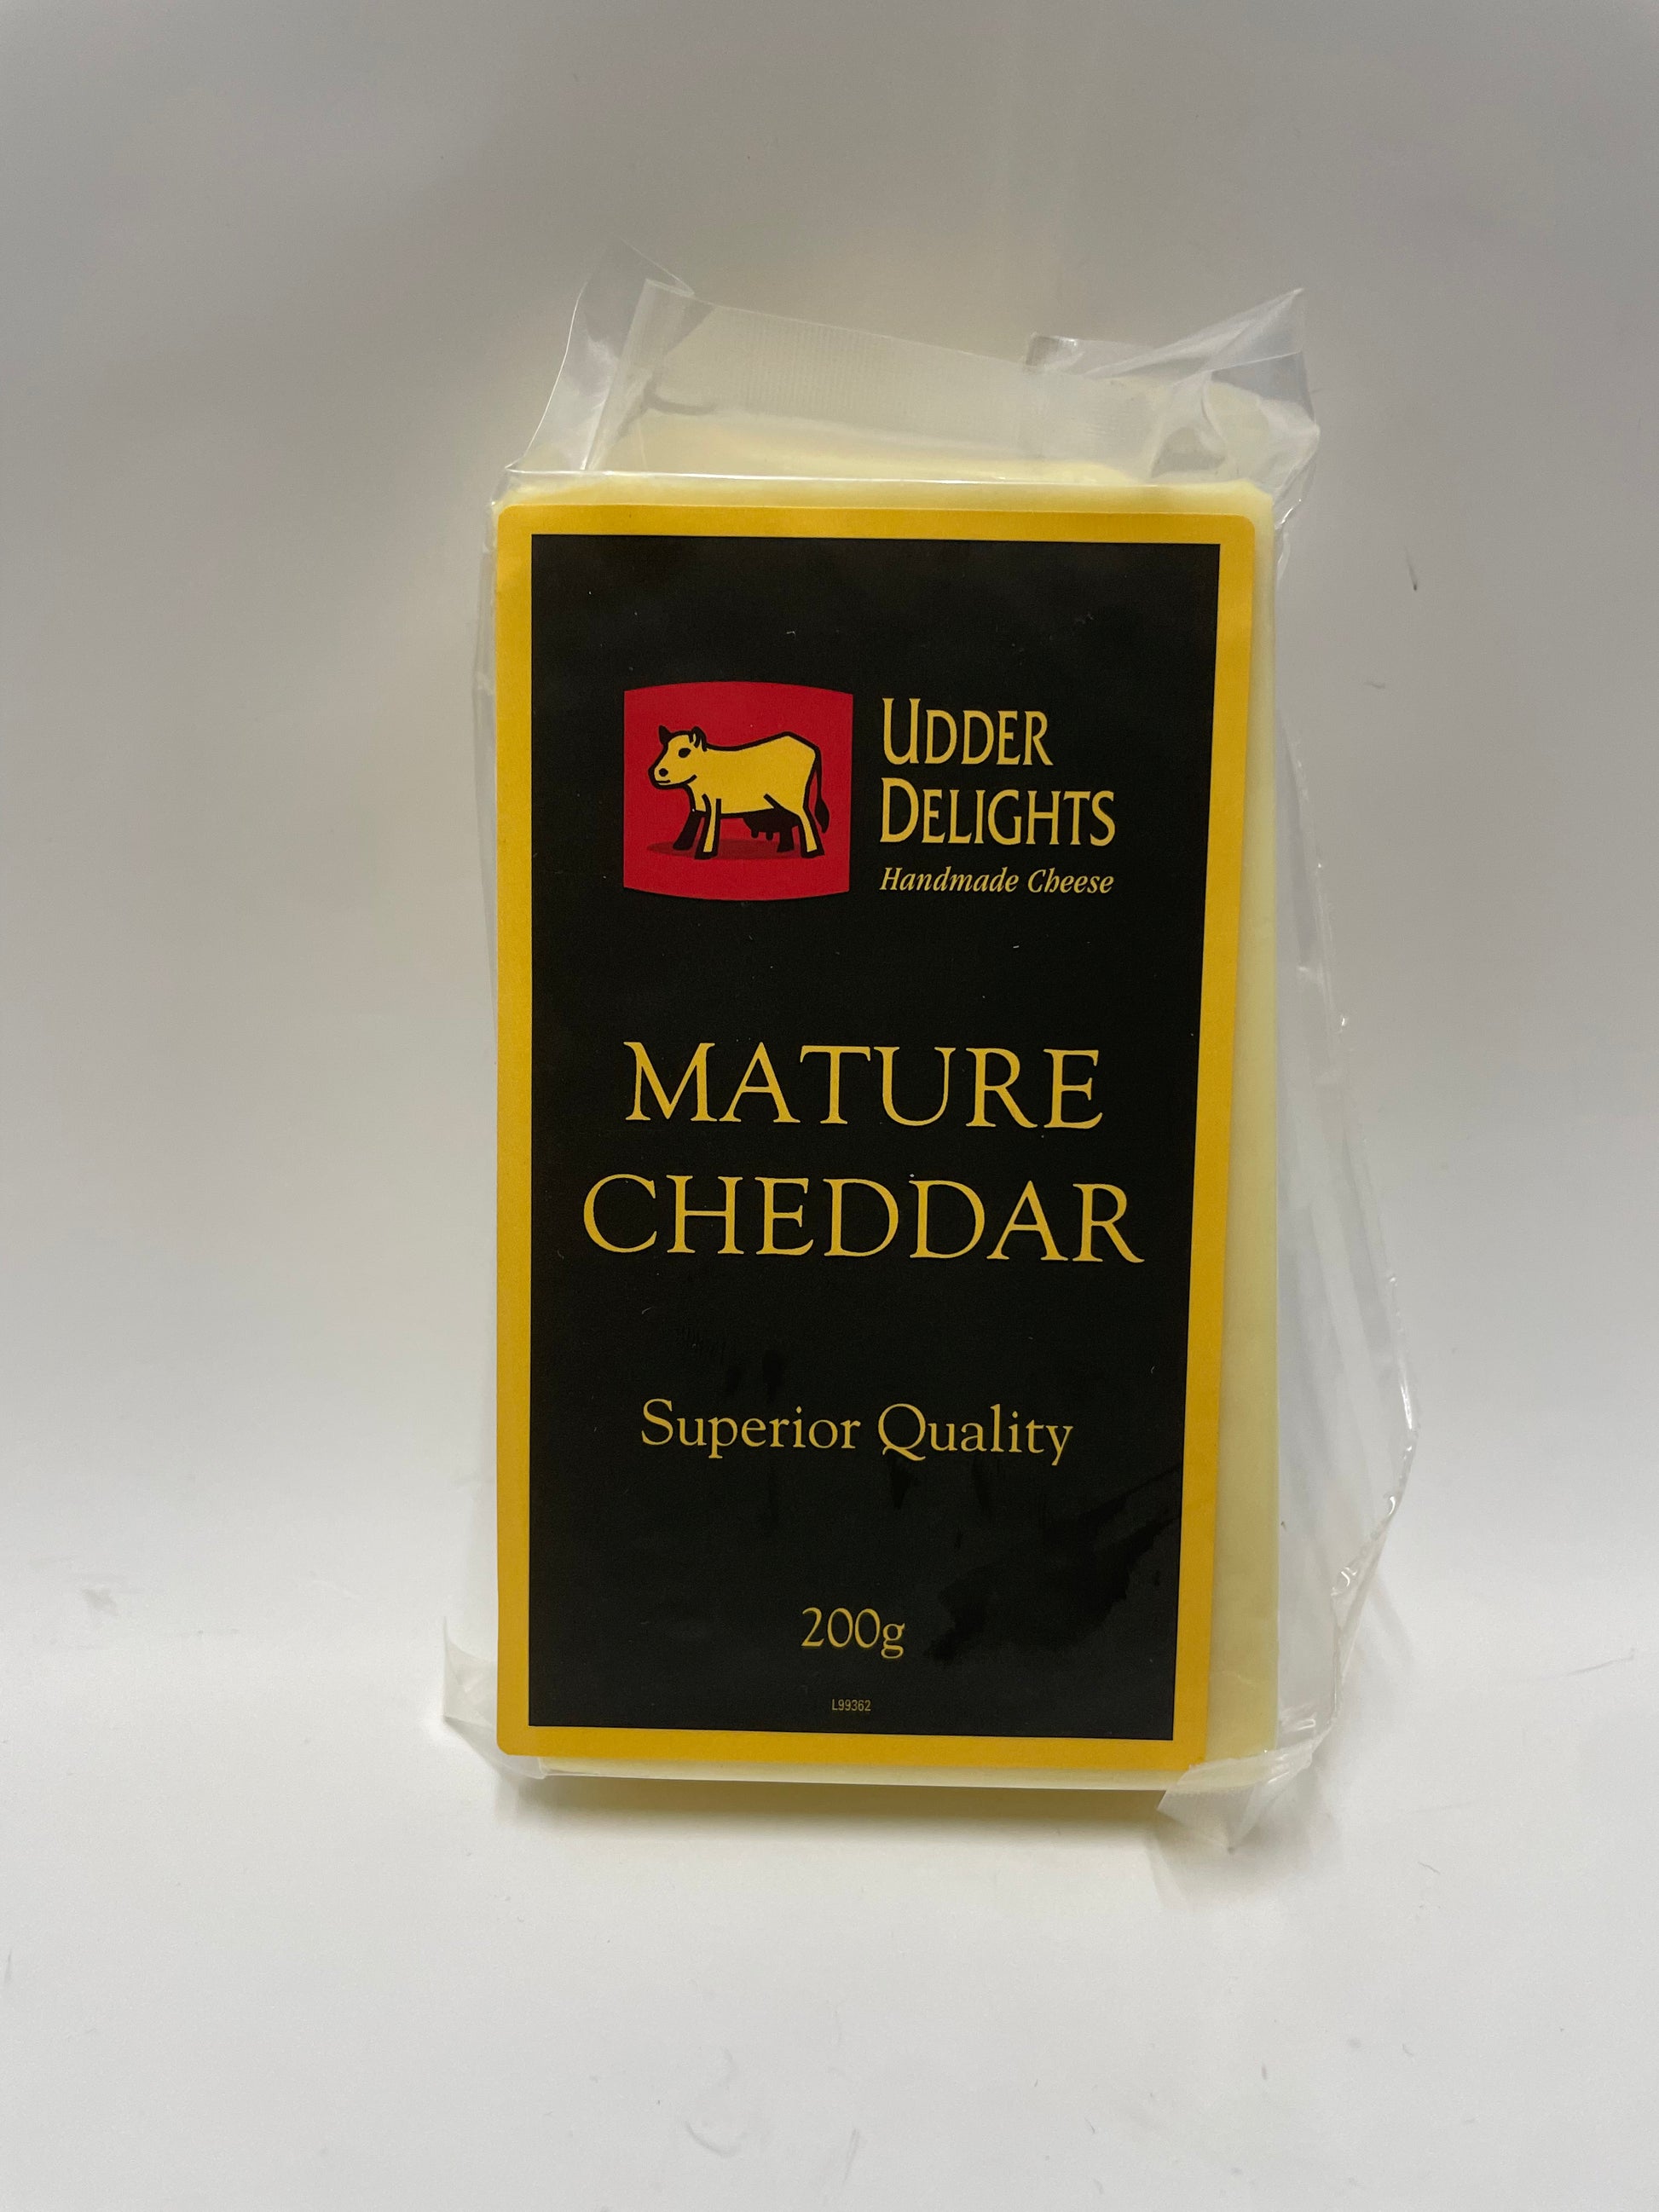 UDDER
DELIGHTS
Handmade Cheese
MATURE
CHEDDAR
Superior Quality
200g
L99362